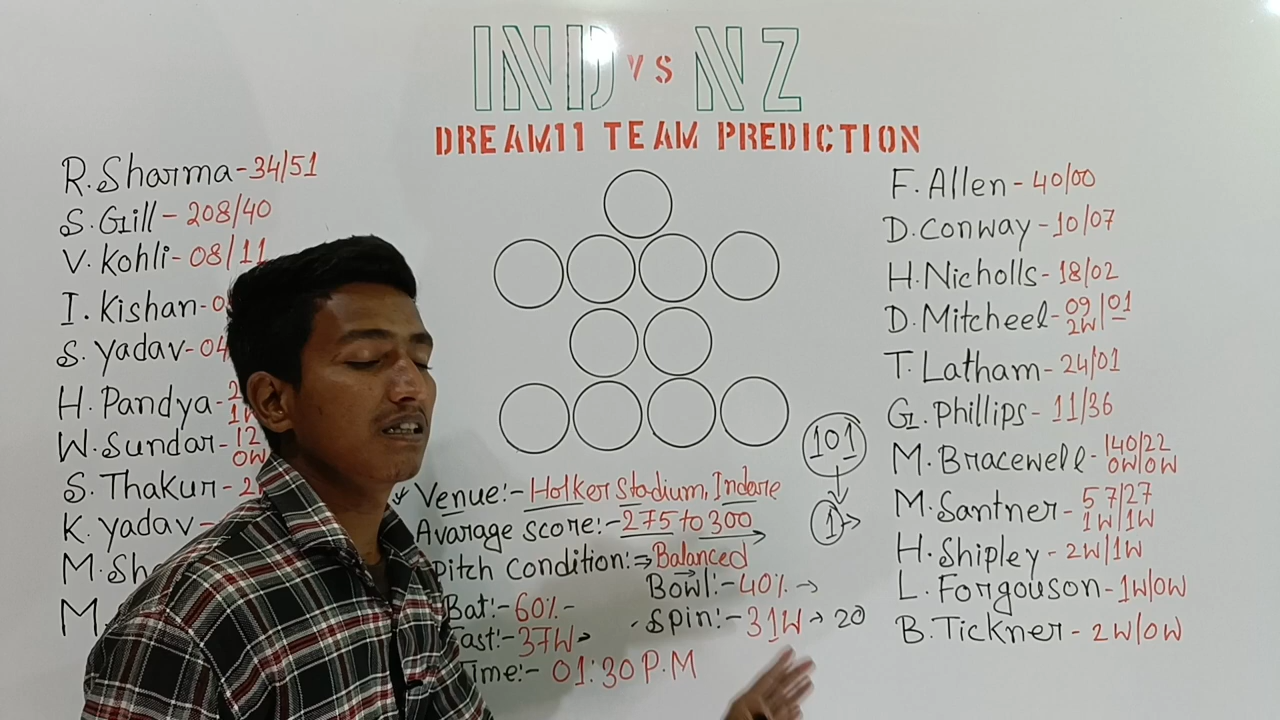 IND vs NZ
DREAM11 TEAM PREDICTION
R. Sharma - 34/51
S. Gill - 208/40
V. Kohli - 08/11
I. Kishan -
S. Yadav - 04
H. Pandya -
W. Sundar - 12
0W
S. Thakur -
K. Yadav -
M.
M.
F. Allen - 40/00
D. Conway - 10/07
H. Nicholls - 18/02
D. Mitcheel - 09/01
2W/-
T. Latham - 24/01
G. Phillips - 11/36
M. Bracewell - 140/22
0W/0W
M. Santner - 57/27
1W/1W
H. Shipley - 2W/1W
L. Forgouson - 1W/0W
B. Tickner - 2W/0W
101
1
Venue:- Holker Stadium, Indore
Avarage score:- 275 to 300
Pitch Condition:⇒ Balanced
Bat:- 60%- Bowl:- 40% →
Fast:- 37W→ Spin:- 31W → 20
Time:- 01:30 P.M